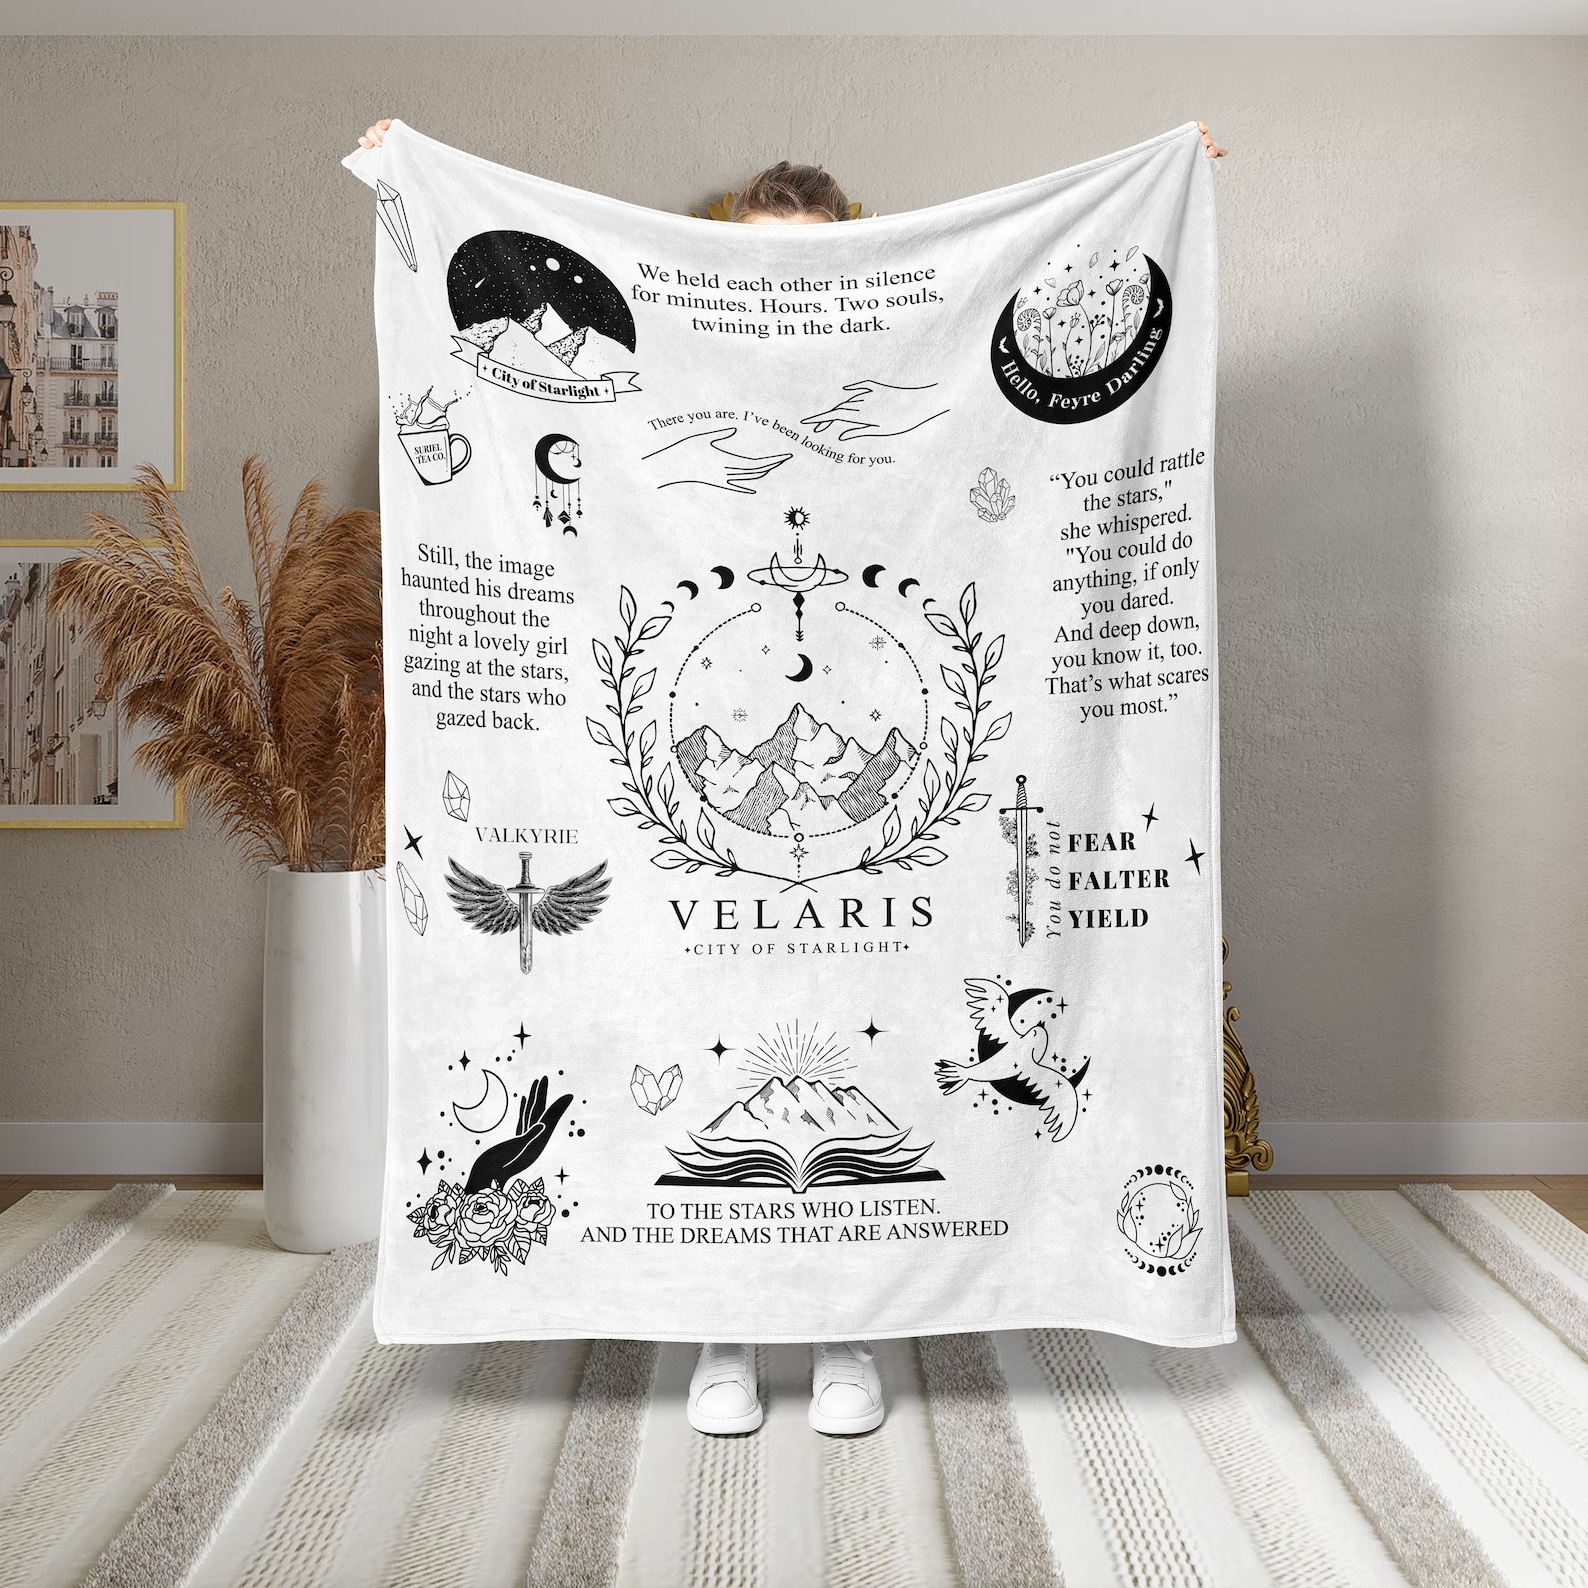 We held each other in silence
for minutes. Hours. Two souls,
twining in the dark.
✦ City of Starlight ✦
Hello, Feyre Darling
SURIEL
TEA CO.
There you are. I’ve been looking for you.
“You could rattle
the stars,"
she whispered.
"You could do
anything, if only
you dared.
And deep down,
you know it, too.
That’s what scares
you most.”
Still, the image
haunted his dreams
throughout the
night a lovely girl
gazing at the stars,
and the stars who
gazed back.
VALKYRIE
VELARIS
✦CITY OF STARLIGHT✦
You do not
FEAR
FALTER
YIELD
TO THE STARS WHO LISTEN.
AND THE DREAMS THAT ARE ANSWERED